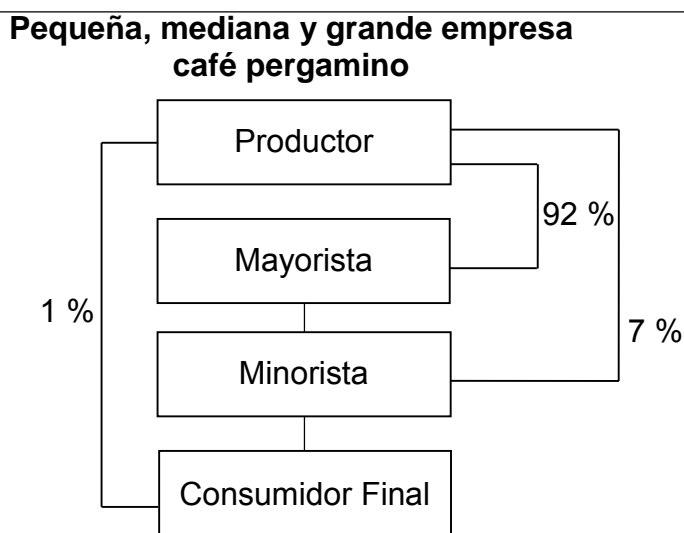 Pequeña, mediana y grande empresa
café pergamino
Productor
92 %
Mayorista
1 %
7 %
Minorista
Consumidor Final